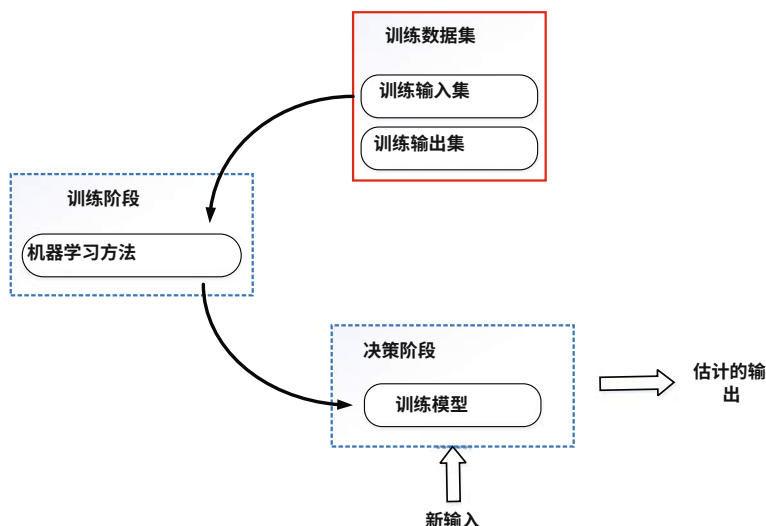 训练数据集
训练输入集
训练输出集
训练阶段
机器学习方法
决策阶段
训练模型
估计的输
出
新输入